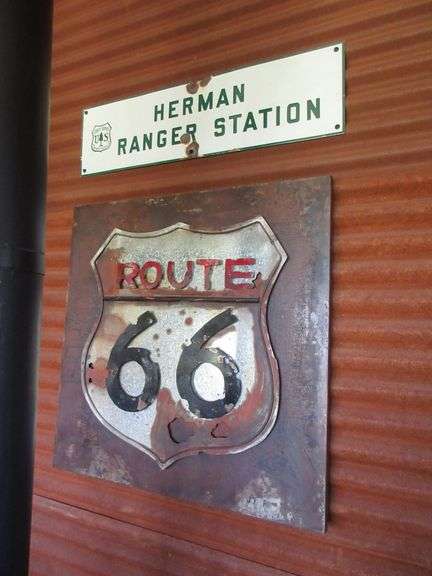 HERMAN
RANGER STATION
U S
ROUTE
66